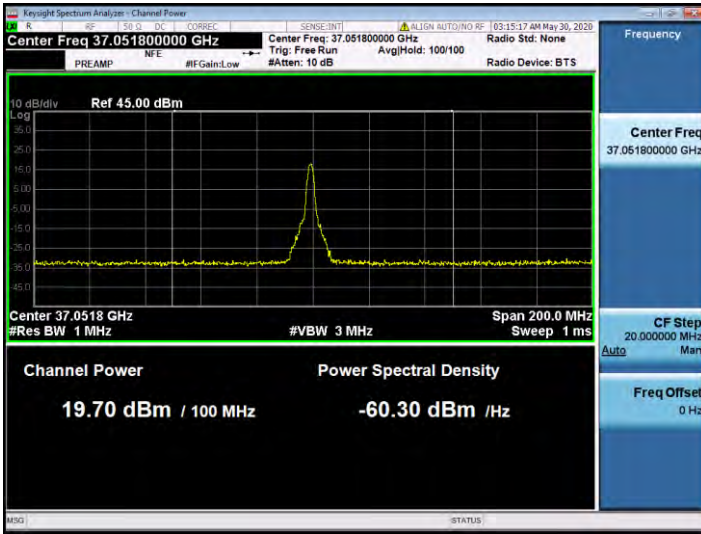 Keysight Spectrum Analyzer - Channel Power
R RF 50 Ω DC CORREC SENSE:INT ALIGN AUTO/NO RF 03:15:17 AM May 30, 2020
Center Freq 37.051800000 GHz
NFE
PREAMP #IFGain:Low
Center Freq: 37.051800000 GHz
Trig: Free Run Avg|Hold: 100/100
#Atten: 10 dB
Radio Std: None
Radio Device: BTS
Frequency
10 dB/div Ref 45.00 dBm
Log
35.0
25.0
15.0
5.00
-5.00
-15.0
-25.0
-35.0
-45.0
Center 37.0518 GHz Span 200.0 MHz
#Res BW 1 MHz #VBW 3 MHz Sweep 1 ms
Channel Power Power Spectral Density
19.70 dBm / 100 MHz -60.30 dBm /Hz
Center Freq
37.051800000 GHz
CF Step
20.000000 MHz
Auto Man
Freq Offset
0 Hz
MSG STATUS